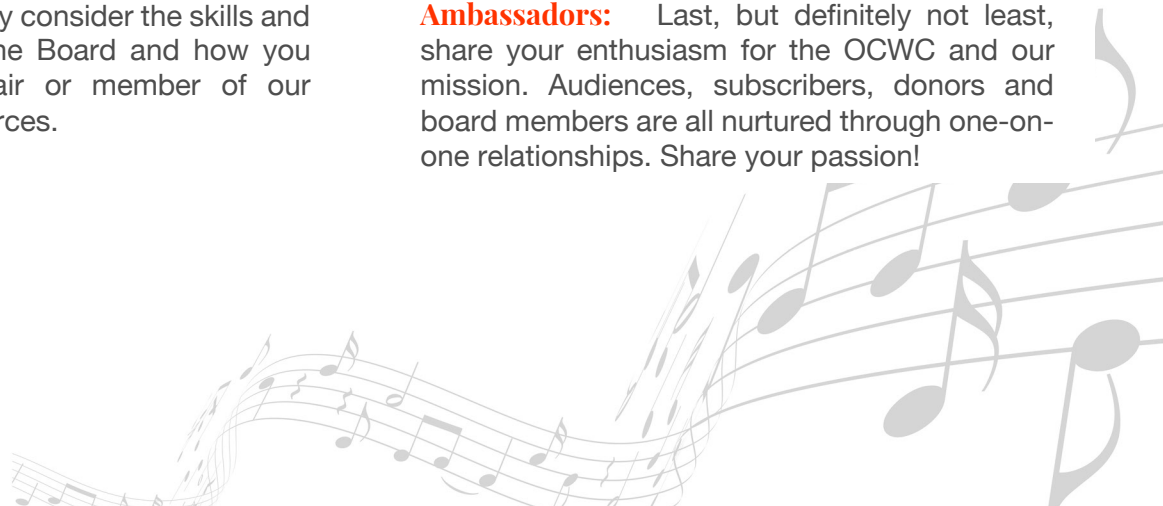 y consider the skills and
he Board and how you
air or member of our
rces.
Ambassadors: Last, but definitely not least,
share your enthusiasm for the OCWC and our
mission. Audiences, subscribers, donors and
board members are all nurtured through one-on-
one relationships. Share your passion!